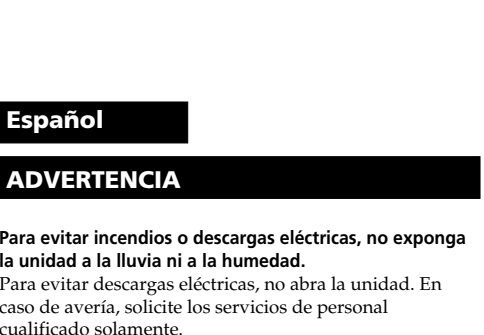 Español
ADVERTENCIA
Para evitar incendios o descargas eléctricas, no exponga
la unidad a la lluvia ni a la humedad.
Para evitar descargas eléctricas, no abra la unidad. En
caso de avería, solicite los servicios de personal
cualificado solamente.